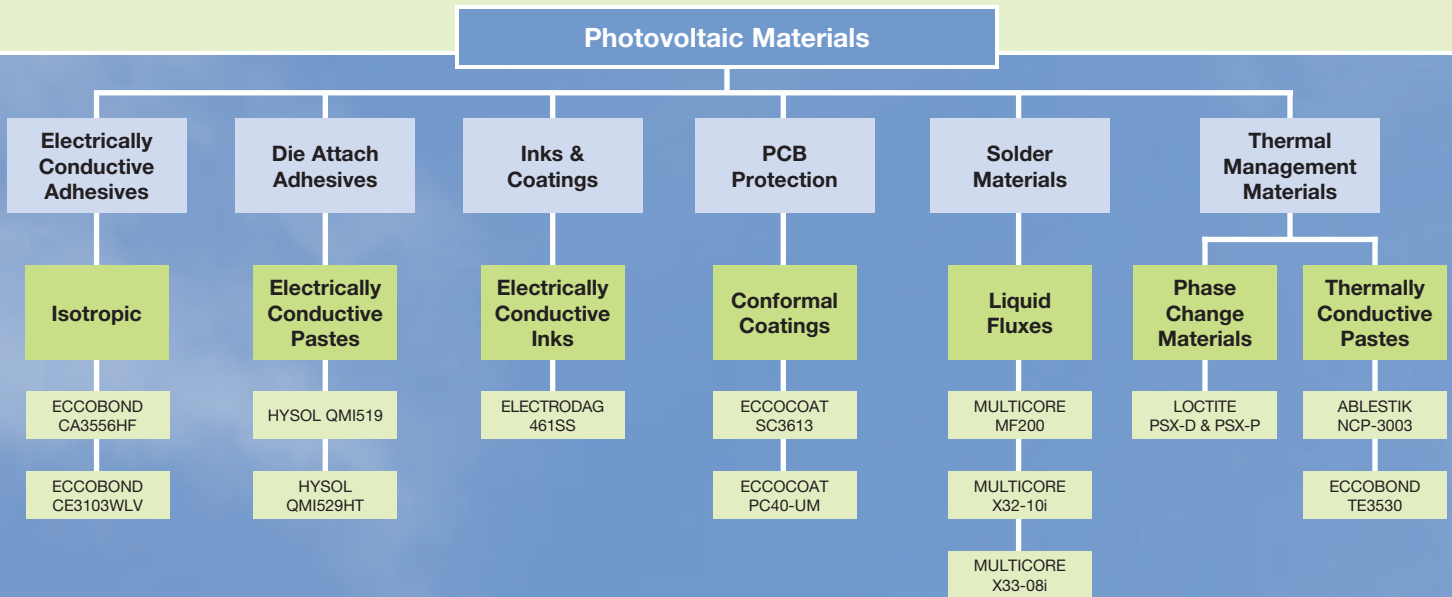 Photovoltaic Materials
Electrically
Conductive
Adhesives
Die Attach
Adhesives
Inks &
Coatings
PCB
Protection
Solder
Materials
Thermal
Management
Materials
Isotropic
Electrically
Conductive
Pastes
Electrically
Conductive
Inks
Conformal
Coatings
Liquid
Fluxes
Phase
Change
Materials
Thermally
Conductive
Pastes
ECCOBOND
CA3556HF
HYSOL QMI519
ELECTRODAG
461SS
ECCOCOAT
SC3613
MULTICORE
MF200
LOCTITE
PSX-D & PSX-P
ABLESTIK
NCP-3003
ECCOBOND
CE3103WLV
HYSOL
QMI529HT
ECCOCOAT
PC40-UM
MULTICORE
X32-10i
ECCOBOND
TE3530
MULTICORE
X33-08i